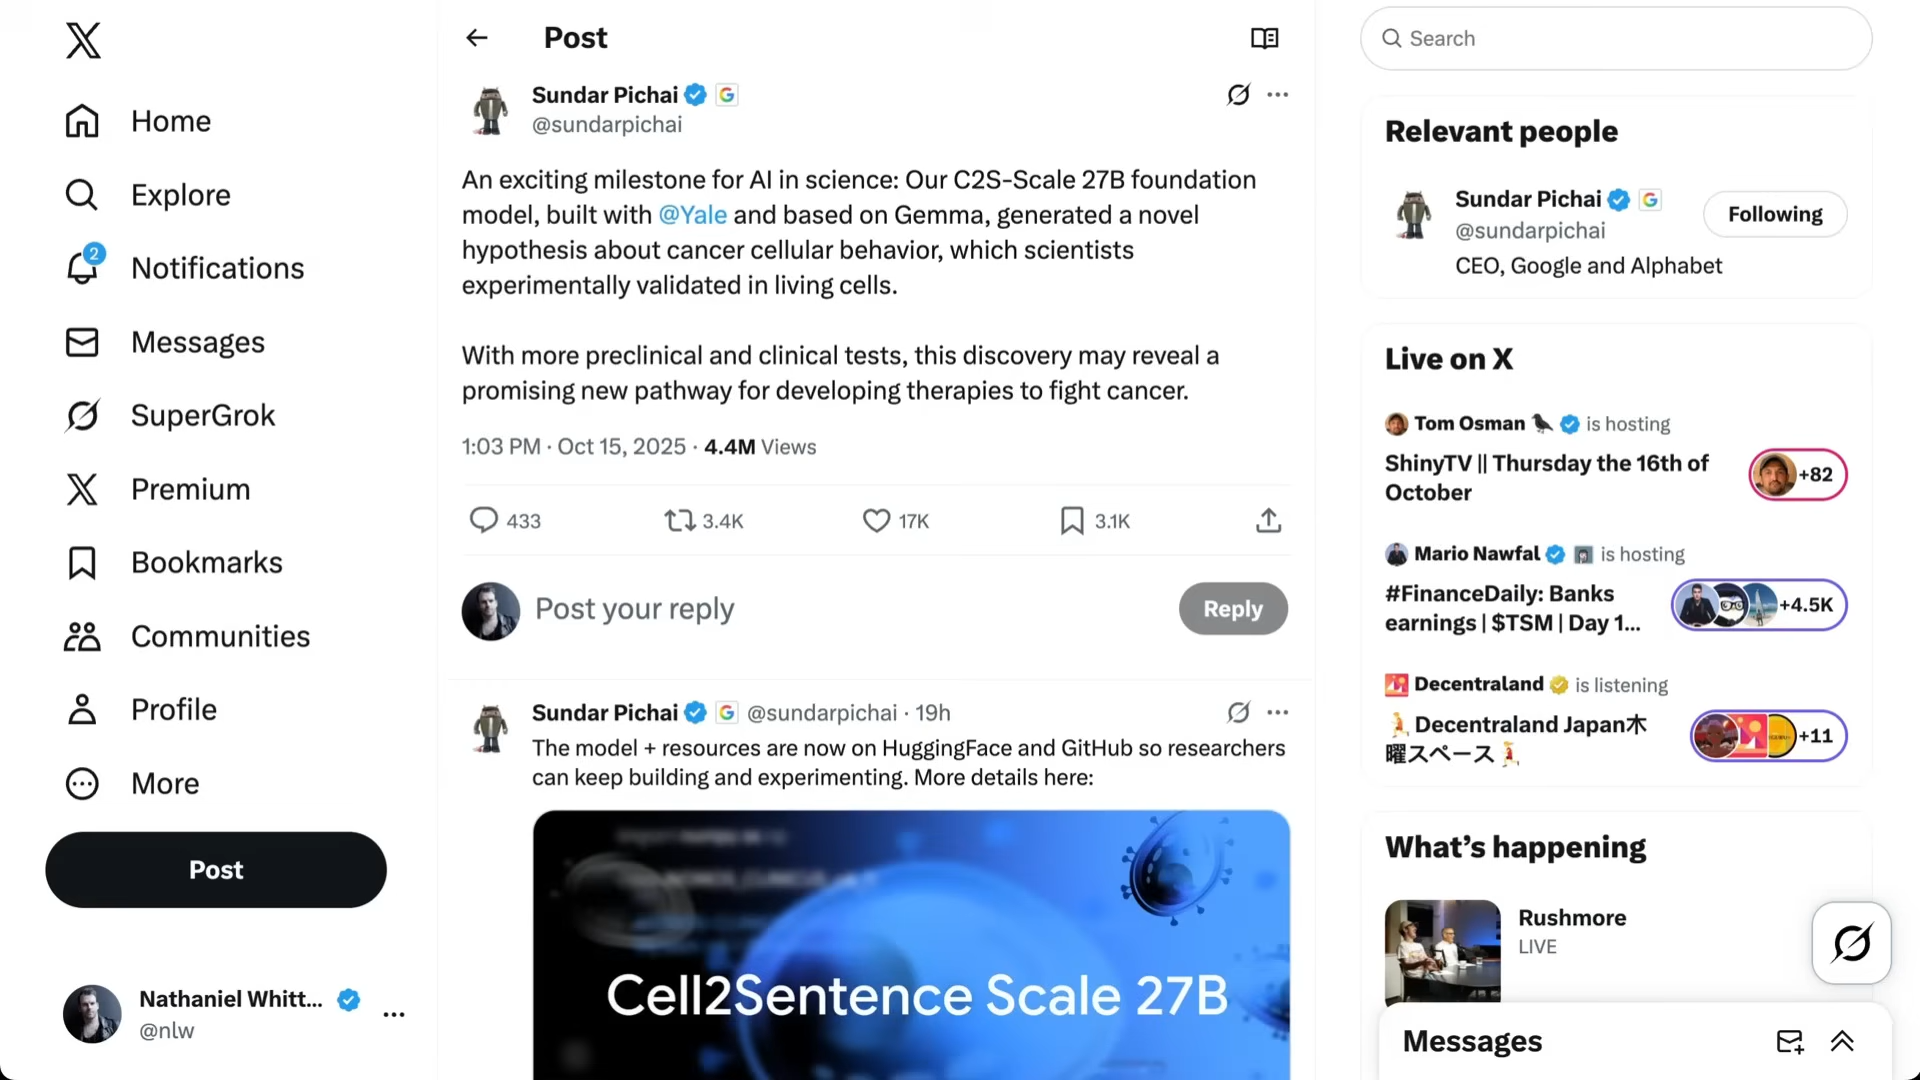 Home
Explore
2
Notifications
Messages
SuperGrok
Premium
Bookmarks
Communities
Profile
More
Post
Nathaniel Whitt...
@nlw
Post
Sundar Pichai
@sundarpichai
An exciting milestone for AI in science: Our C2S-Scale 27B foundation
model, built with @Yale and based on Gemma, generated a novel
hypothesis about cancer cellular behavior, which scientists
experimentally validated in living cells.
With more preclinical and clinical tests, this discovery may reveal a
promising new pathway for developing therapies to fight cancer.
1:03 PM · Oct 15, 2025 · 4.4M Views
433 3.4K 17K 3.1K
Post your reply
Reply
Sundar Pichai @sundarpichai · 19h
The model + resources are now on HuggingFace and GitHub so researchers
can keep building and experimenting. More details here:
Cell2Sentence Scale 27B
Search
Relevant people
Sundar Pichai
@sundarpichai
Following
CEO, Google and Alphabet
Live on X
Tom Osman is hosting
ShinyTV || Thursday the 16th of
October
+82
Mario Nawfal is hosting
#FinanceDaily: Banks
earnings | $TSM | Day 1...
+4.5K
Decentraland is listening
Decentraland Japan木
曜スペース
+11
What's happening
Rushmore
LIVE
Messages